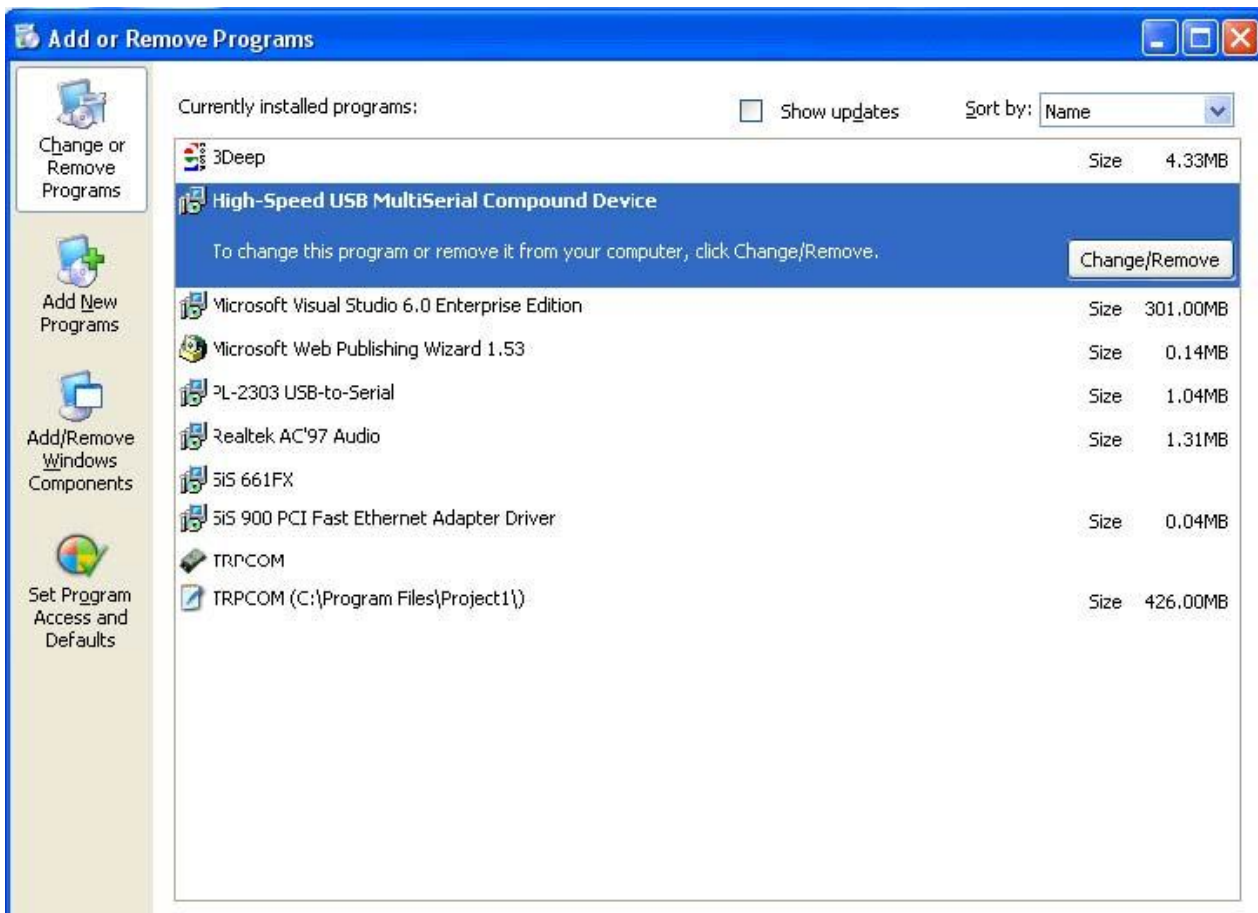 Add or Remove Programs
Change or
Remove
Programs
Add New
Programs
Add/Remove
Windows
Components
Set Program
Access and
Defaults
Currently installed programs:
Show updates
Sort by: Name
3Deep Size 4.33MB
High-Speed USB MultiSerial Compound Device
To change this program or remove it from your computer, click Change/Remove.
Change/Remove
Microsoft Visual Studio 6.0 Enterprise Edition Size 301.00MB
Microsoft Web Publishing Wizard 1.53 Size 0.14MB
PL-2303 USB-to-Serial Size 1.04MB
Realtek AC'97 Audio Size 1.31MB
SiS 661FX
SiS 900 PCI Fast Ethernet Adapter Driver Size 0.04MB
TRPCOM
TRPCOM (C:\Program Files\Project1\) Size 426.00MB